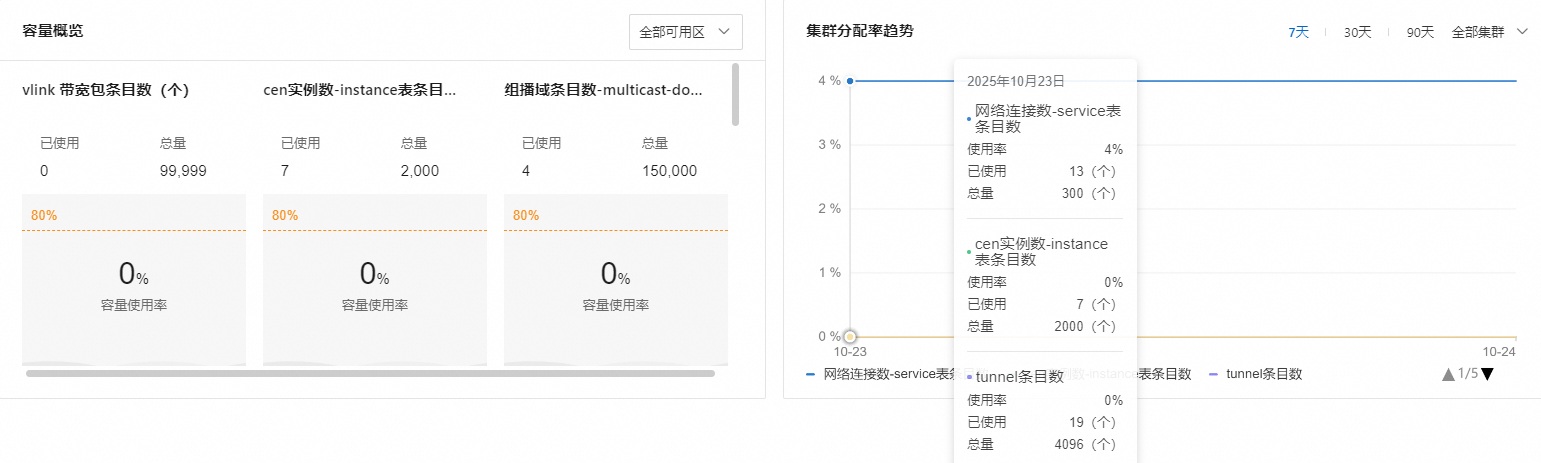 容量概览
全部可用区
vlink 带宽包条目数（个）
cen实例数-instance表条目...
组播域条目数-multicast-do...
已使用 总量
0 99,999
已使用 总量
7 2,000
已使用 总量
4 150,000
80%
80%
80%
0%
容量使用率
0%
容量使用率
0%
容量使用率
集群分配率趋势
7天
30天
90天
全部集群
4 %
3 %
2 %
1 %
0 %
10-23
10-24
2025年10月23日
网络连接数-service表
条目数
使用率 4%
已使用 13（个）
总量 300（个）
cen实例数-instance
表条目数
使用率 0%
已使用 7（个）
总量 2000（个）
tunnel条目数
使用率 0%
已使用 19（个）
总量 4096（个）
网络连接数-service表条
例数-instance表条目数
tunnel条目数
1/5